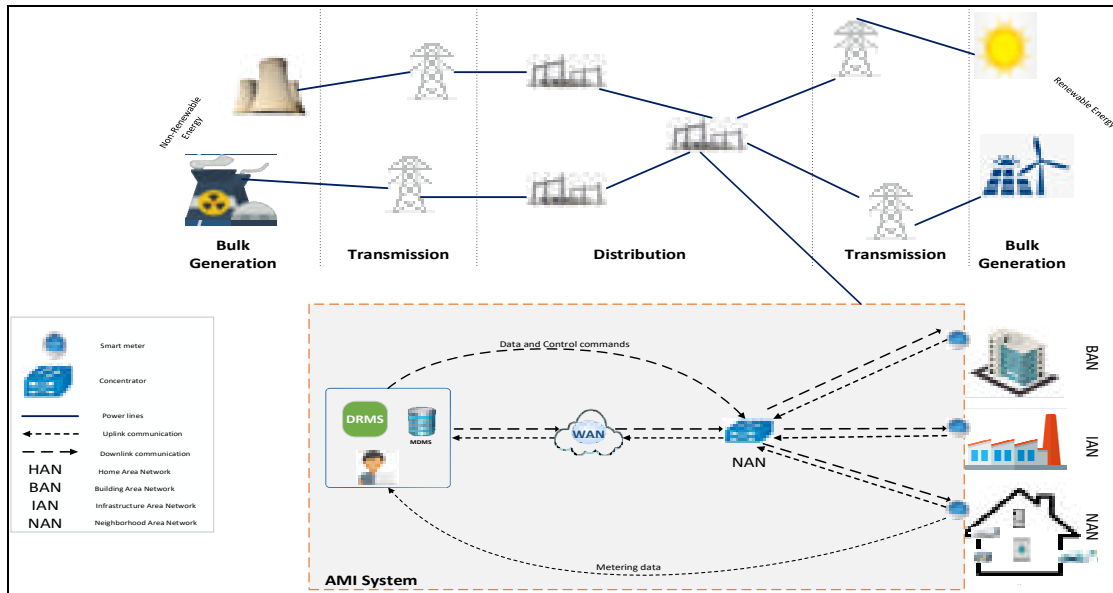 Non-Renewable
Energy
Renewable Energy
Bulk
Generation
Transmission
Distribution
Transmission
Bulk
Generation
Smart meter
Concentrator
Power lines
Uplink communication
Downlink communication
HAN Home Area Network
BAN Building Area Network
IAN Infrastructure Area Network
NAN Neighborhood Area Network
Data and Control commands
DRMS
MDMS
WAN
NAN
BAN
IAN
NAN
Metering data
AMI System